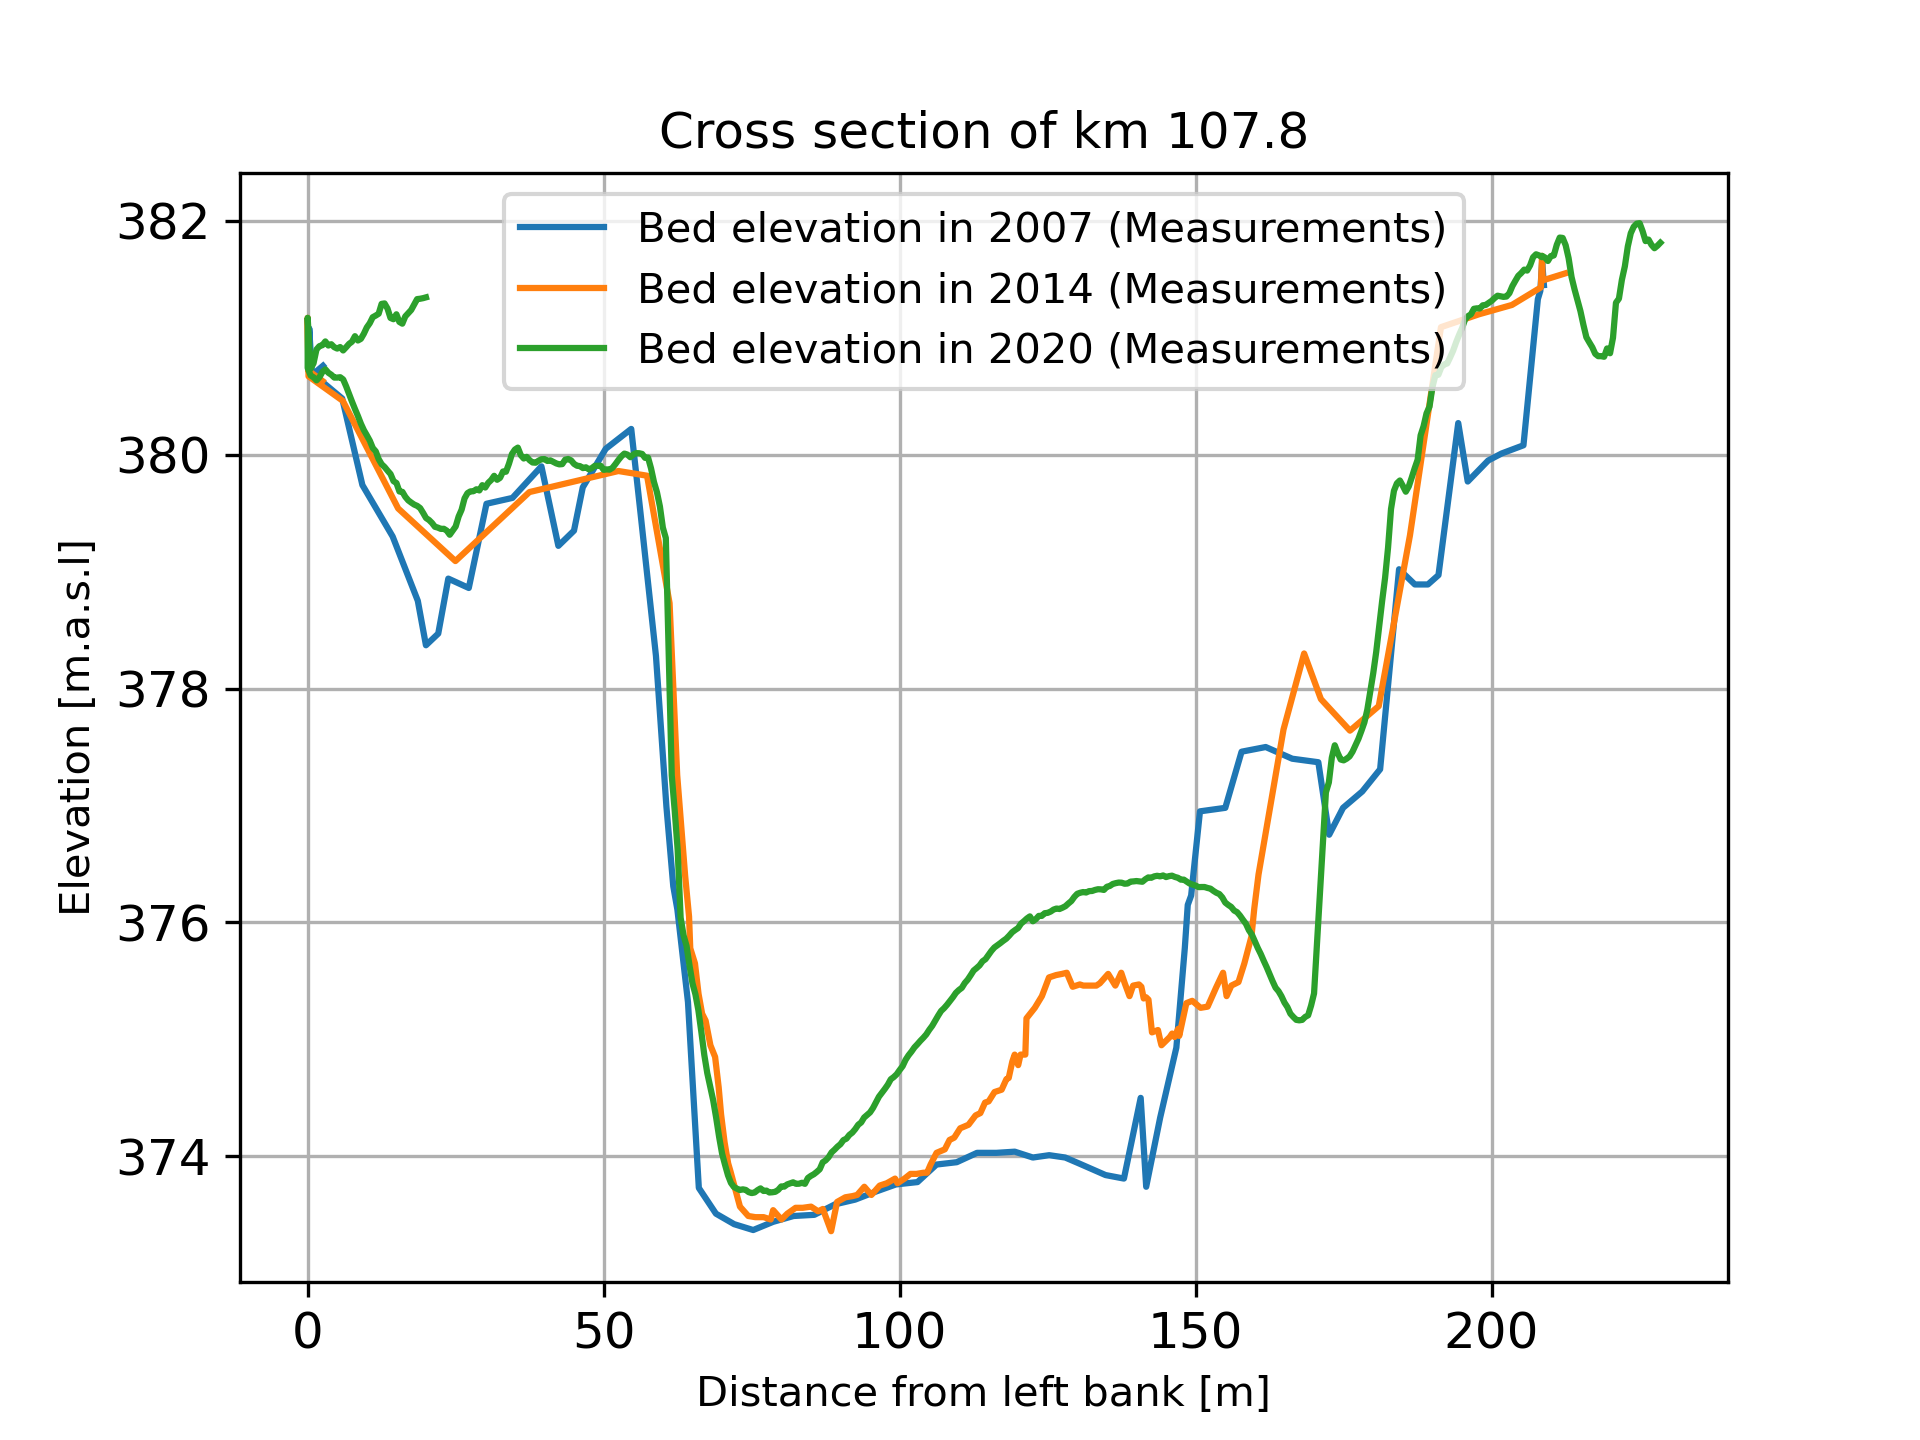 Cross section of km 107.8
Bed elevation in 2007 (Measurements)
Bed elevation in 2014 (Measurements)
Bed elevation in 2020 (Measurements)
Elevation [m.a.s.l]
382
380
378
376
374
0 50 100 150 200
Distance from left bank [m]